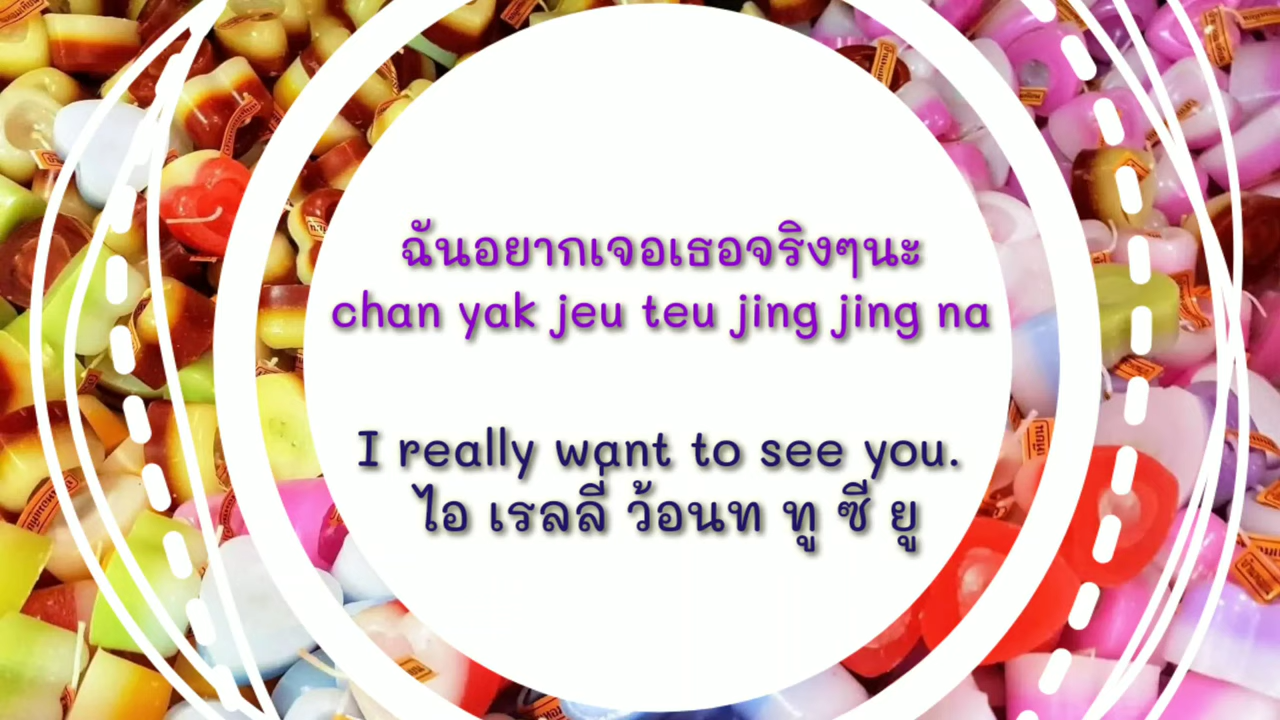 ฉันอยากเจอเธอจริงๆนะ
chan yak jeu teu jing jing na
I really want to see you.
ไอ เรลลี่ ว้อนท ทู ซี ยู